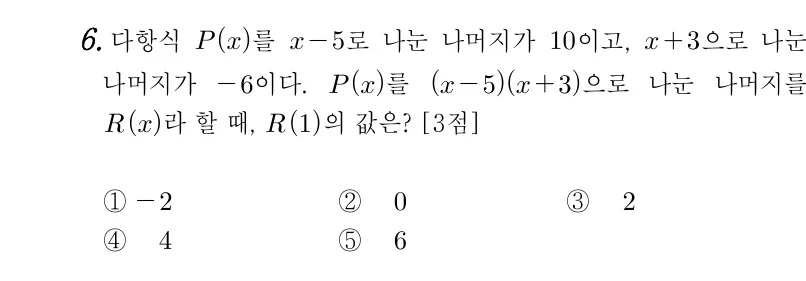 6. 다항식 P(x)를 x-5로 나눈 나머지가 10이고, x+3으로 나눈
나머지가 -6이다. P(x)를 (x-5)(x+3)으로 나눈 나머지를
R(x)라 할 때, R(1)의 값은? [3점]
① -2 ② 0 ③ 2
④ 4 ⑤ 6